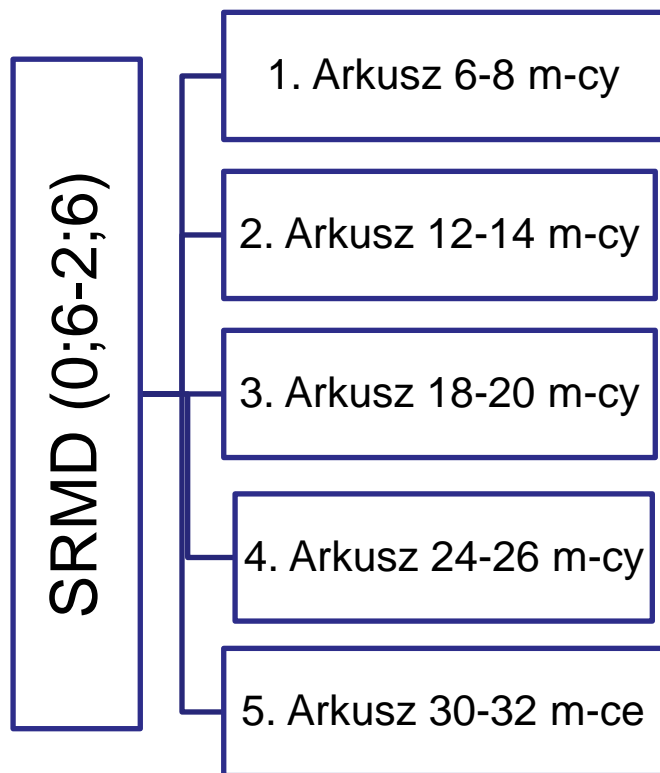 SRMD (0;6-2;6)
1. Arkusz 6-8 m-cy
2. Arkusz 12-14 m-cy
3. Arkusz 18-20 m-cy
4. Arkusz 24-26 m-cy
5. Arkusz 30-32 m-ce